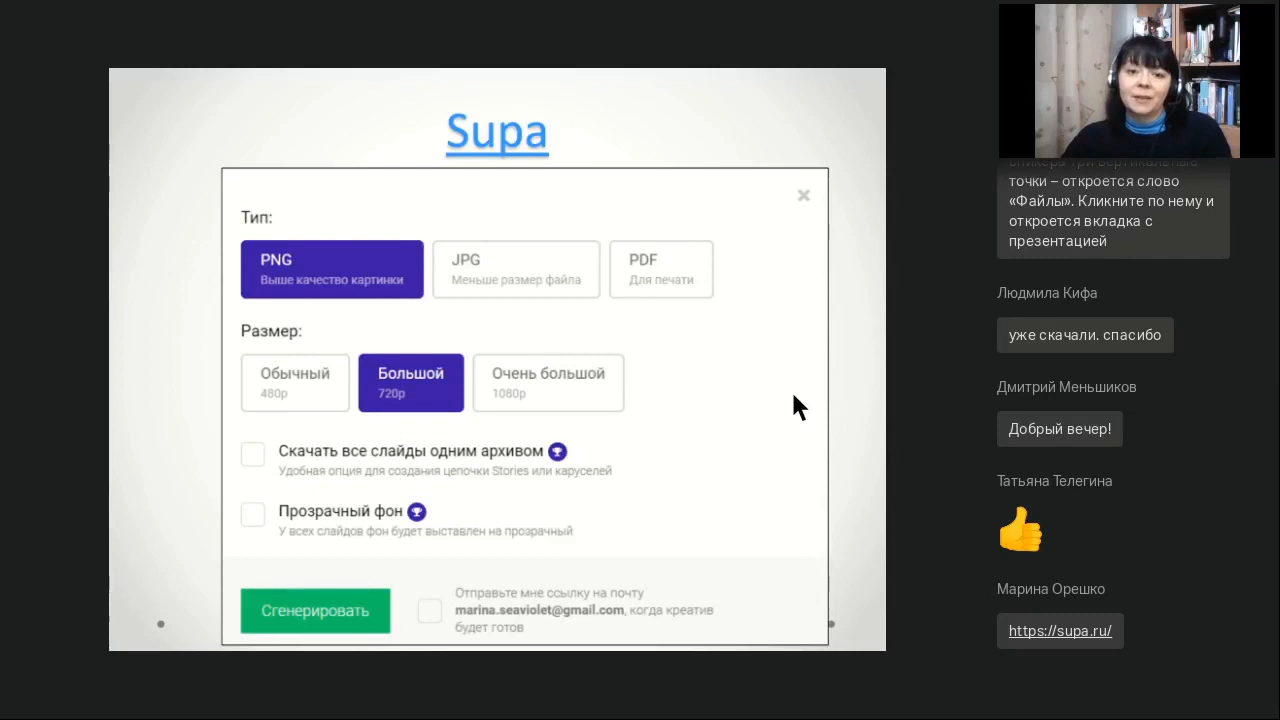 Supa
Тип:
PNG
Выше качество картинки
JPG
Меньше размер файла
PDF
Для печати
Размер:
Обычный
480p
Большой
720p
Очень большой
1080p
Скачать все слайды одним архивом
Удобная опция для создания цепочки Stories или каруселей
Прозрачный фон
У всех слайдов фон будет выставлен на прозрачный
Сгенерировать
Отправьте мне ссылку на почту
marina.seaviolet@gmail.com, когда креатив
будет готов
спикера три вертикальные
точки – откроется слово
«Файлы». Кликните по нему и
откроется вкладка с
презентацией
Людмила Кифа
уже скачали. спасибо
Дмитрий Меньшиков
Добрый вечер!
Татьяна Телегина
Марина Орешко
https://supa.ru/